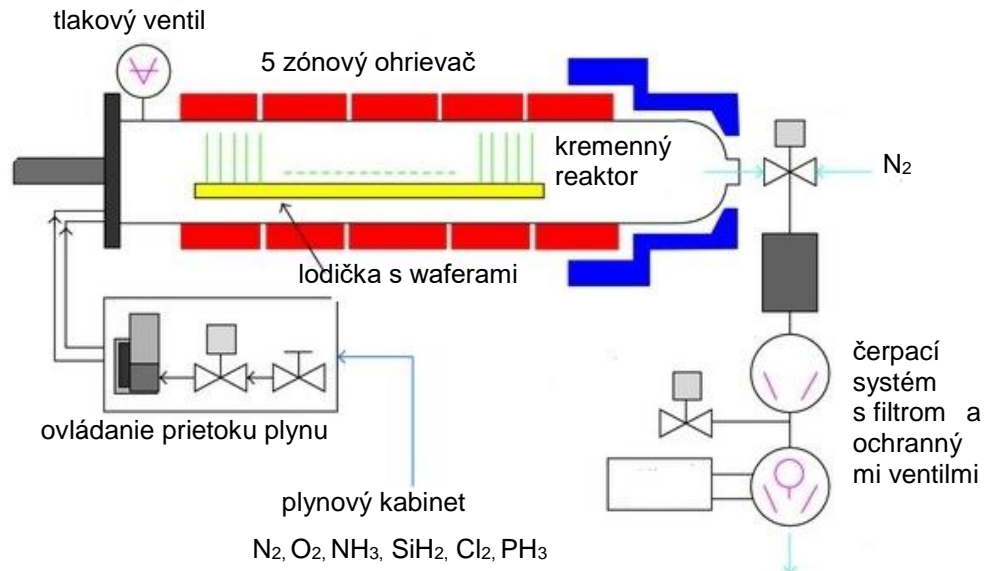 tlakový ventil
5 zónový ohrievač
kremenný
reaktor
N2
lodička s waferami
čerpací
systém
s filtrom a
ochranný
mi ventilmi
ovládanie prietoku plynu
plynový kabinet
N2, O2, NH3, SiH2, Cl2, PH3